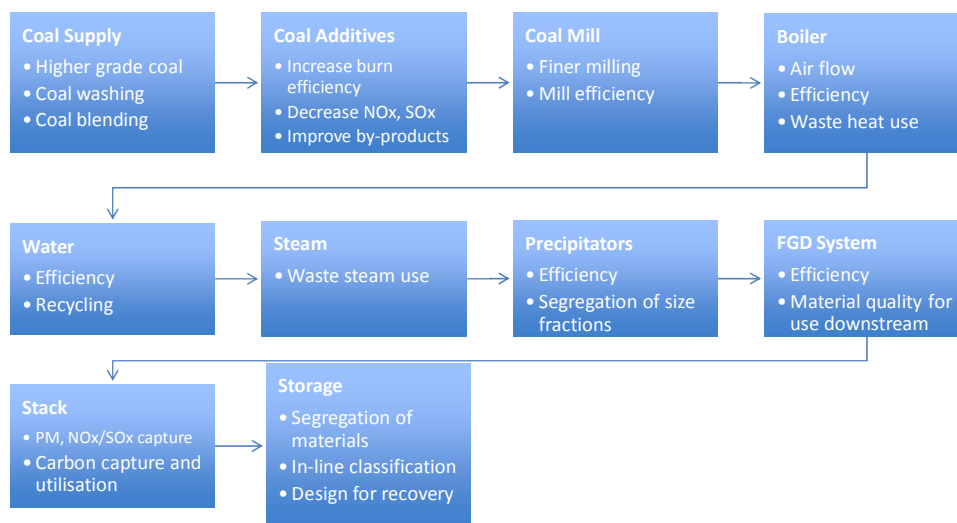 Coal Supply
• Higher grade coal
• Coal washing
• Coal blending
Coal Additives
• Increase burn
efficiency
• Decrease NOx, SOx
• Improve by-products
Coal Mill
• Finer milling
• Mill efficiency
Boiler
• Air flow
• Efficiency
• Waste heat use
Water
• Efficiency
• Recycling
Steam
• Waste steam use
Precipitators
• Efficiency
• Segregation of size
fractions
FGD System
• Efficiency
• Material quality for
use downstream
Stack
• PM, NOx/SOx capture
• Carbon capture and
utilisation
Storage
• Segregation of
materials
• In-line classification
• Design for recovery